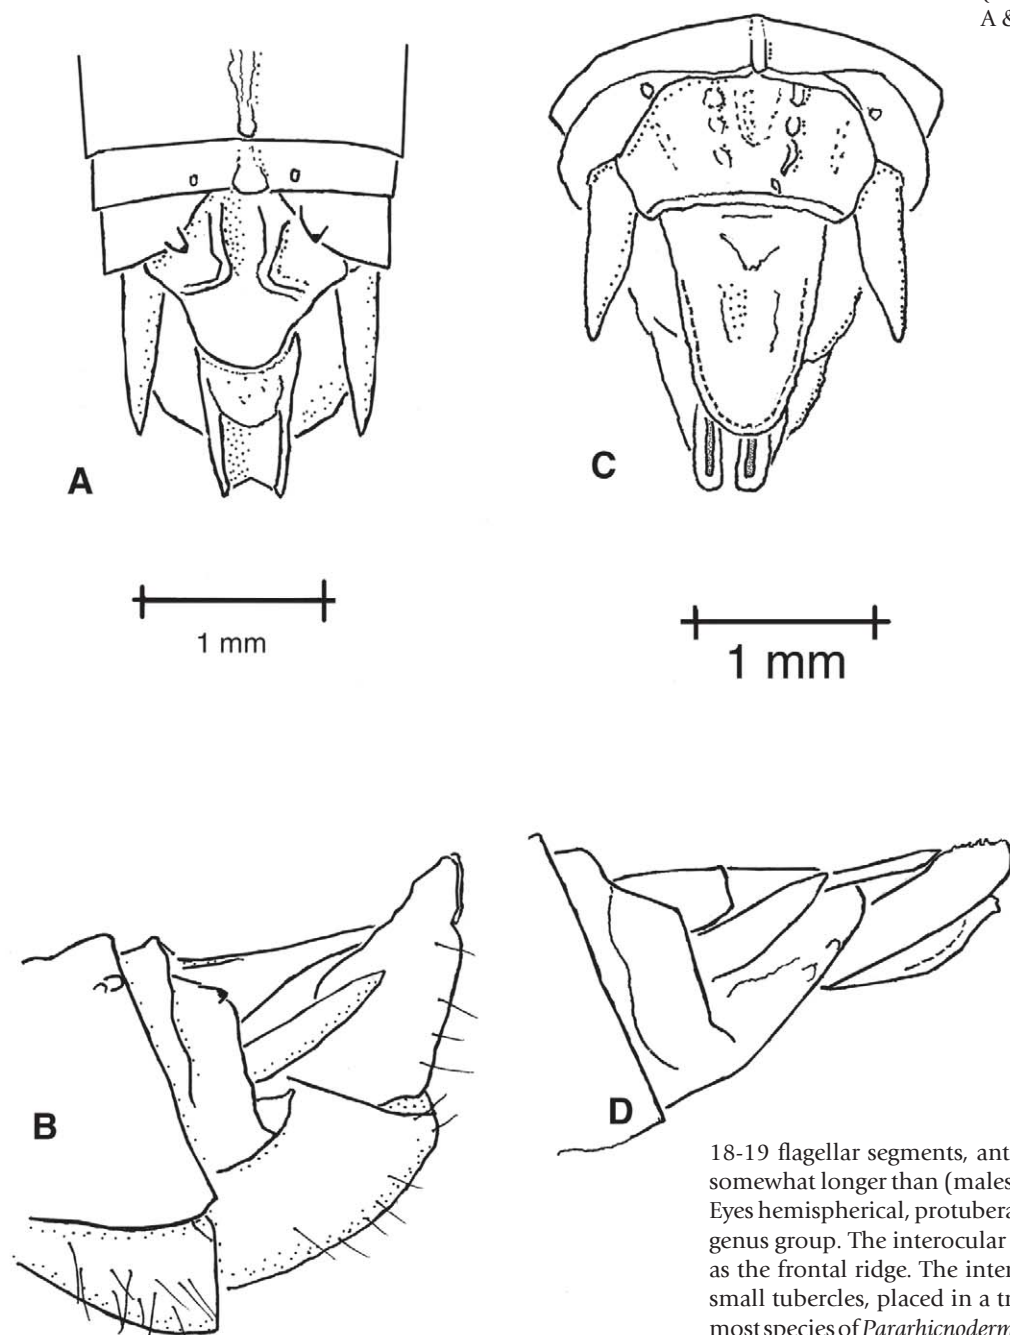 A &
A
C
1 mm
1 mm
B
D
18-19 flagellar segments, ant
somewhat longer than (males
Eyes hemispherical, protubera
genus group. The interocular
as the frontal ridge. The inter
small tubercles, placed in a tr
most species of Pararhicnoderm